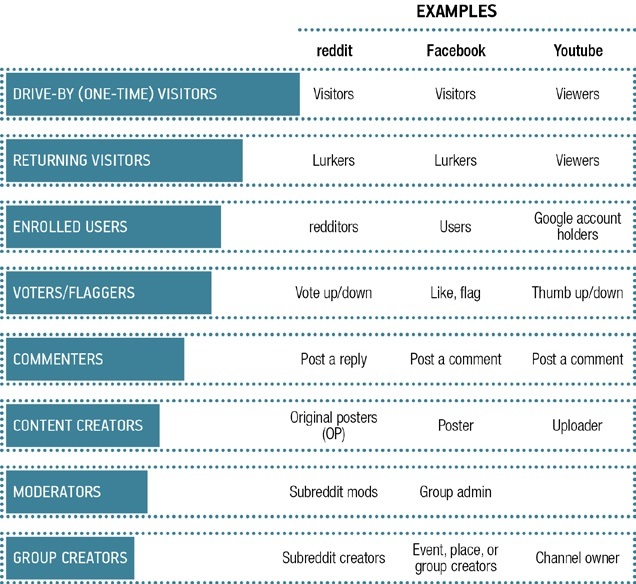 EXAMPLES
reddit Facebook Youtube
DRIVE-BY (ONE-TIME) VISITORS Visitors Visitors Viewers
RETURNING VISITORS Lurkers Lurkers Viewers
ENROLLED USERS redditors Users Google account
holders
VOTERS/FLAGGERS Vote up/down Like, flag Thumb up/down
COMMENTERS Post a reply Post a comment Post a comment
CONTENT CREATORS Original posters
(OP) Poster Uploader
MODERATORS Subreddit mods Group admin
GROUP CREATORS Subreddit creators Event, place, or
group creators Channel owner